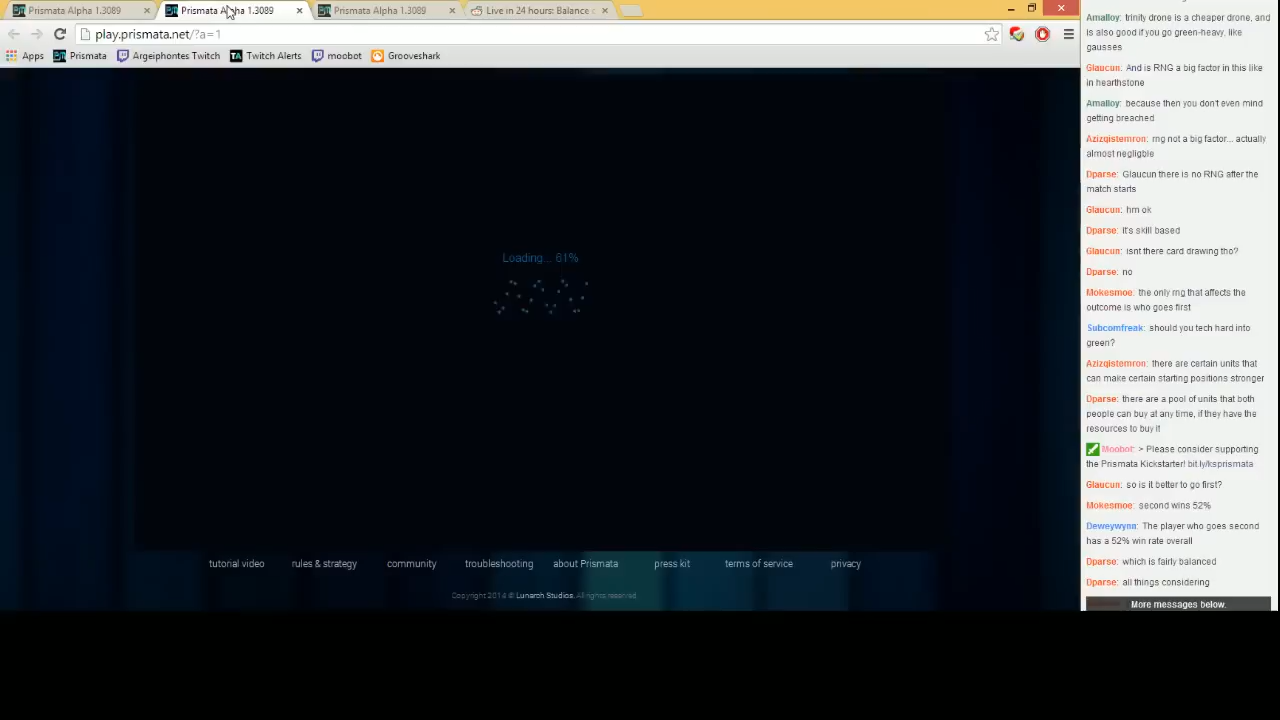 Prismata Alpha 1.3089
Prismata Alpha 1.3089
Prismata Alpha 1.3089
Live in 24 hours: Balance c
play.prismata.net/?a=1
Apps
Prismata
Argeiphontes Twitch
Twitch Alerts
moobot
Grooveshark
Loading... 61%
tutorial video
rules & strategy
community
troubleshooting
about Prismata
press kit
terms of service
privacy
Copyright 2014 © Lunarch Studios. All rights reserved
Amalloy: trinity drone is a cheaper drone, and
is also good if you go green-heavy, like
gausses
Glaucun: And is RNG a big factor in this like
in hearthstone
Amalloy: because then you don't even mind
getting breached
Azizqistemron: rng not a big factor... actually
almost negligble
Dparse: Glaucun there is no RNG after the
match starts
Glaucun: hm ok
Dparse: it's skill based
Glaucun: isnt there card drawing tho?
Dparse: no
Mokesmoe: the only rng that affects the
outcome is who goes first
Subcomfreak: should you tech hard into
green?
Azizqistemron: there are certain units that
can make certain starting positions stronger
Dparse: there are a pool of units that both
people can buy at any time, if they have the
resources to buy it
Moobot: > Please consider supporting
the Prismata Kickstarter! bit.ly/ksprismata
Glaucun: so is it better to go first?
Mokesmoe: second wins 52%
Deweywynn: The player who goes second
has a 52% win rate overall
Dparse: which is fairly balanced
Dparse: all things considering
More messages below.